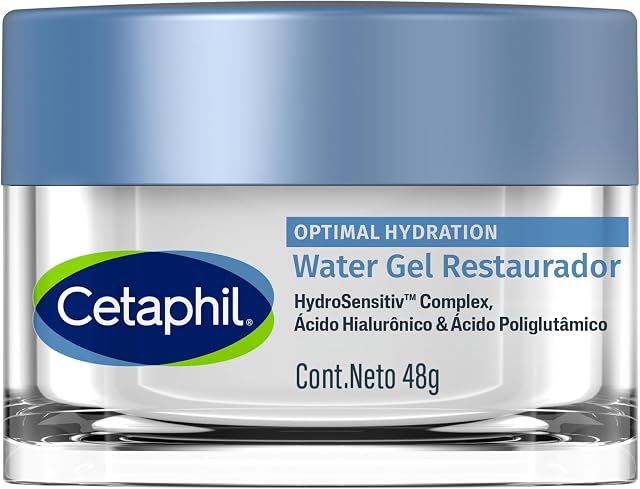 OPTIMAL HYDRATION
Water Gel Restaurador
Cetaphil®
HydroSensitiv™ Complex,
Ácido Hialurônico & Ácido Poliglutâmico
Cont.Neto 48g